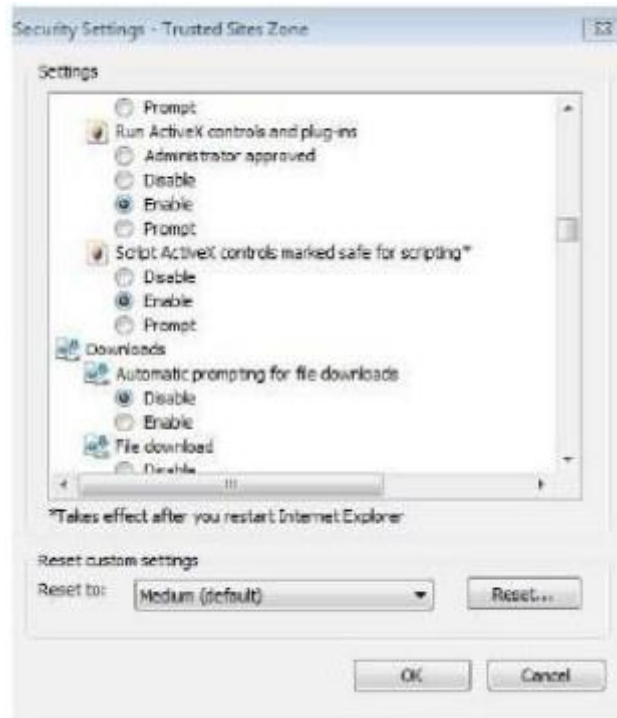 Security Settings - Trusted Sites Zone
Settings
Prompt
Run ActiveX controls and plug-ins
Administrator approved
Disable
Enable
Prompt
Script ActiveX controls marked safe for scripting*
Disable
Enable
Prompt
Downloads
Automatic prompting for file downloads
Disable
Enable
File download
Disable
*Takes effect after you restart Internet Explorer
Reset custom settings
Reset to: Medium (default) Reset...
OK Cancel